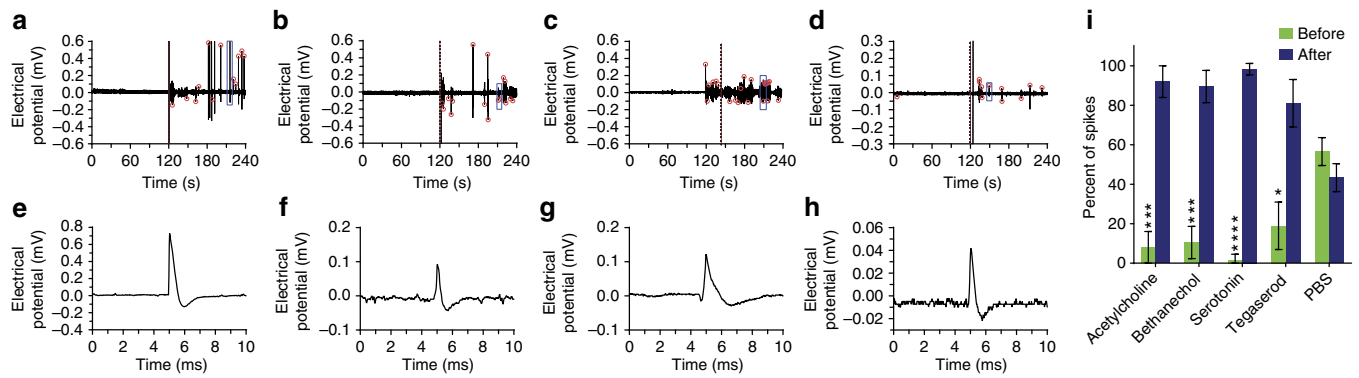 a
Electrical
potential (mV)
0.6
0.4
0.2
0.0
–0.2
–0.4
–0.6
0 60 120 180 240
Time (s)
b
Electrical
potential (mV)
0.6
0.4
0.2
0.0
–0.2
–0.4
–0.6
0 60 120 180 240
Time (s)
c
Electrical
potential (mV)
0.6
0.4
0.2
0.0
–0.2
–0.4
–0.6
0 60 120 180 240
Time (s)
d
Electrical
potential (mV)
0.3
0.2
0.1
0.0
–0.1
–0.2
–0.3
0 60 120 180 240
Time (s)
e
Electrical
potential (mV)
0.8
0.6
0.4
0.2
0.0
–0.2
–0.4
0 2 4 6 8 10
Time (ms)
f
Electrical
potential (mV)
0.2
0.1
0.0
–0.1
0 2 4 6 8 10
Time (ms)
g
Electrical
potential (mV)
0.2
0.1
0.0
–0.1
0 2 4 6 8 10
Time (ms)
h
Electrical
potential (mV)
0.06
0.04
0.02
0.00
–0.02
0 2 4 6 8 10
Time (ms)
i
Before
After
Percent of spikes
100
80
60
40
20
0
***
***
****
*
Acetylcholine
Bethanechol
Serotonin
Tegaserod
PBS